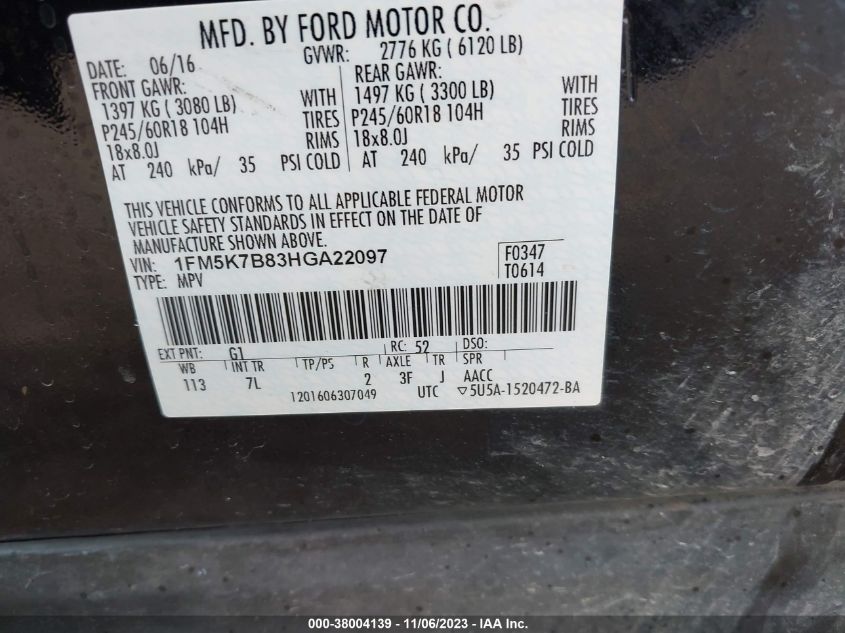 MFD. BY FORD MOTOR CO.
DATE: 06/16 GVWR: 2776 KG ( 6120 LB)
FRONT GAWR: REAR GAWR:
1397 KG ( 3080 LB) WITH 1497 KG ( 3300 LB) WITH
P245/60R18 104H TIRES P245/60R18 104H TIRES
18x8.0J RIMS 18x8.0J RIMS
AT 240 kPa/ 35 PSI COLD AT 240 kPa/ 35 PSI COLD
THIS VEHICLE CONFORMS TO ALL APPLICABLE FEDERAL MOTOR
VEHICLE SAFETY STANDARDS IN EFFECT ON THE DATE OF
MANUFACTURE SHOWN ABOVE.
VIN: 1FM5K7B83HGA22097 F0347
TYPE: MPV T0614
EXT PNT: G1 RC: 52 DSO:
WB INT TR TP/PS R AXLE TR SPR
113 7L 2 3F J AACC
1201606307049 UTC ▽5U5A-1520472-BA
000-38004139 - 11/06/2023 - IAA Inc.